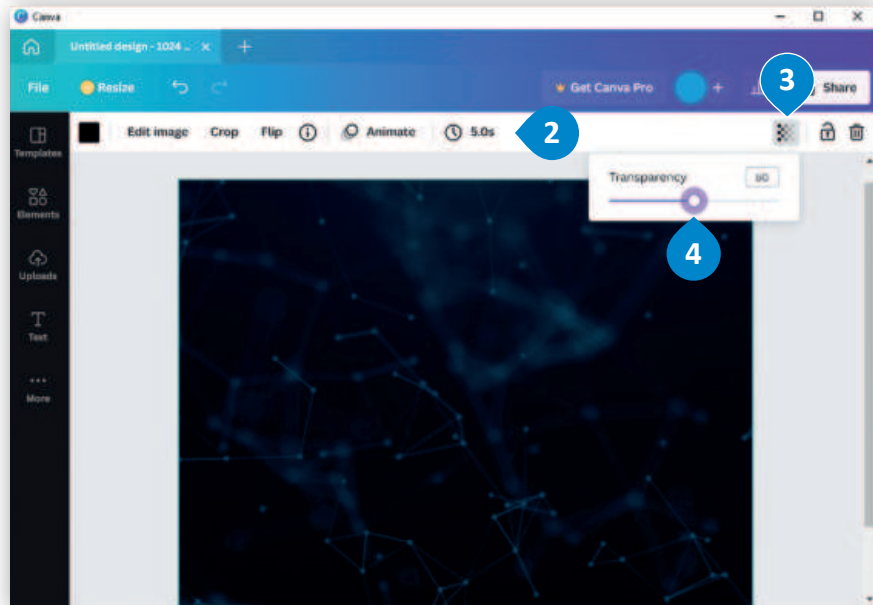 Canva
Untitled design - 1024 ...
File
Resize
Get Canva Pro
3
Share
Edit image
Crop
Flip
Animate
5.0s
2
Templates
Transparency
Elements
4
Uploads
Text
More